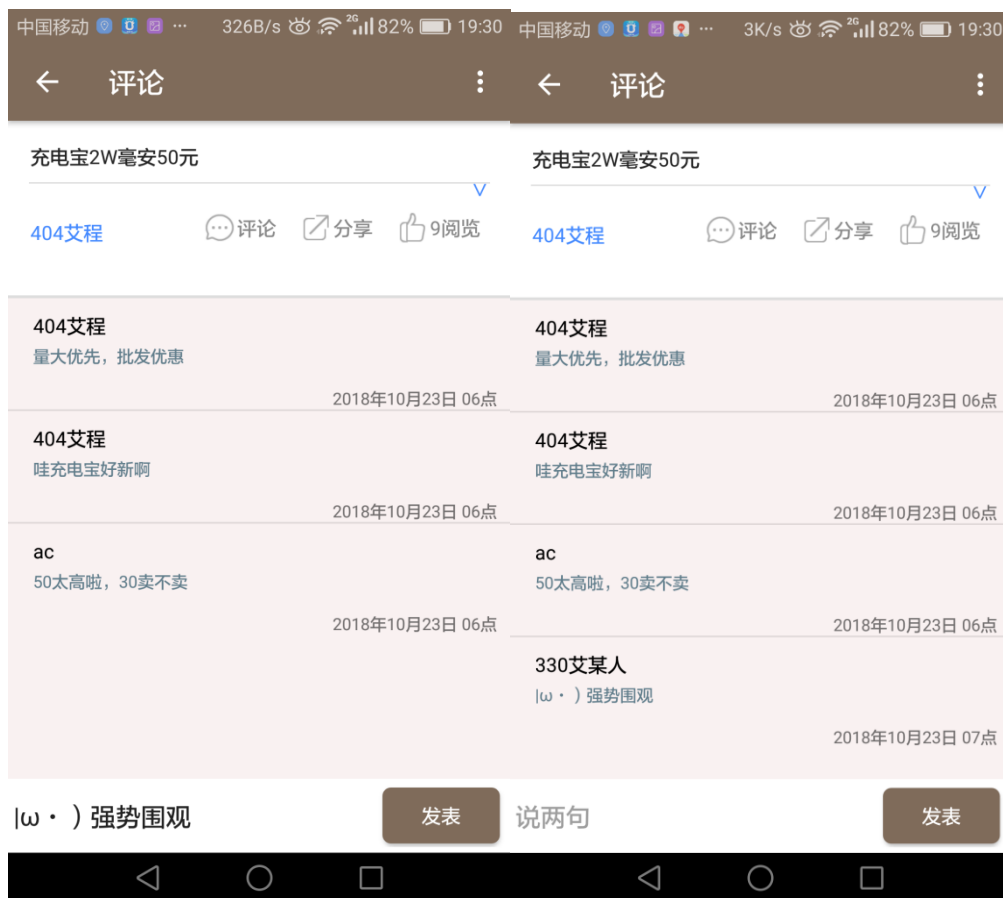 中国移动 ··· 326B/s 2G 82% 19:30
评论
充电宝2W毫安50元
404艾程 评论 分享 9阅览
404艾程
量大优先，批发优惠
2018年10月23日 06点
404艾程
哇充电宝好新啊
2018年10月23日 06点
ac
50太高啦，30卖不卖
2018年10月23日 06点
|ω・）强势围观 发表
中国移动 ··· 3K/s 2G 82% 19:30
评论
充电宝2W毫安50元
404艾程 评论 分享 9阅览
404艾程
量大优先，批发优惠
2018年10月23日 06点
404艾程
哇充电宝好新啊
2018年10月23日 06点
ac
50太高啦，30卖不卖
2018年10月23日 06点
330艾某人
|ω・）强势围观
2018年10月23日 07点
说两句 发表